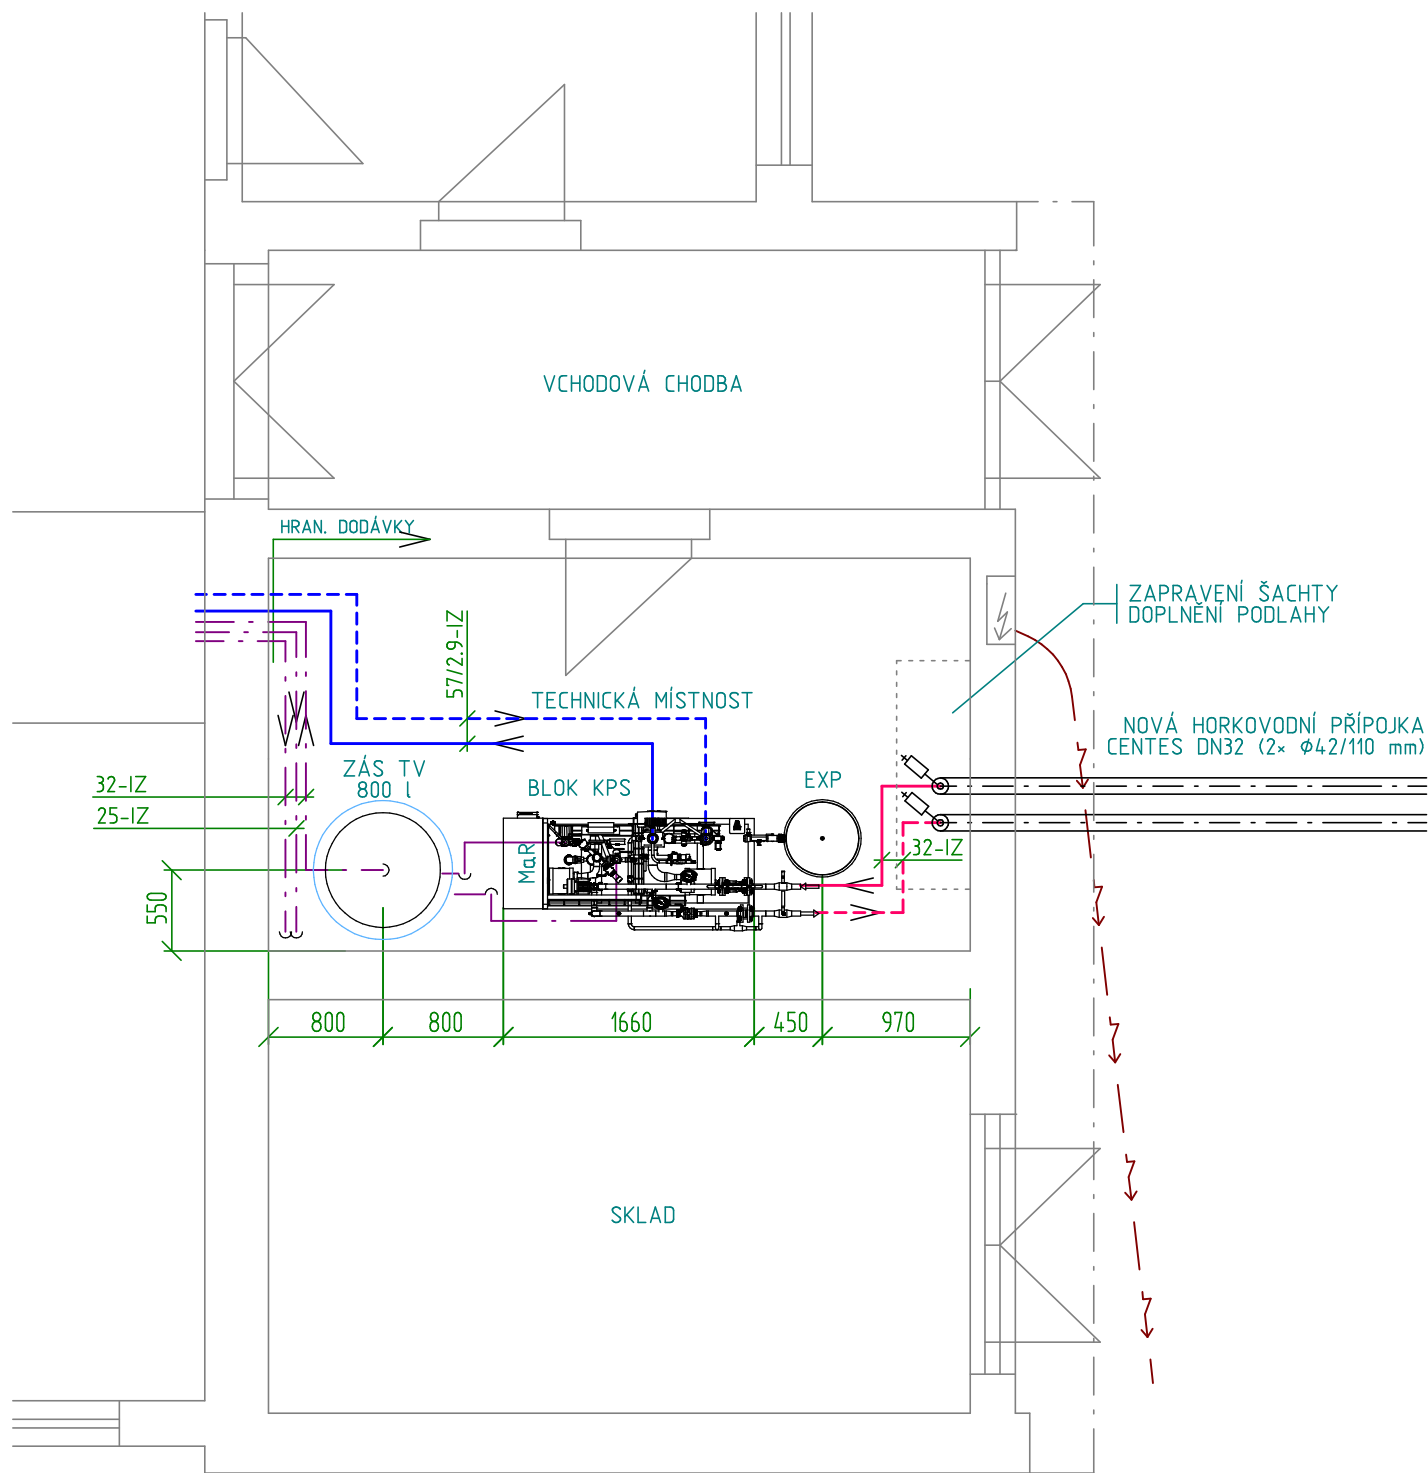 VCHODOVÁ CHODBA
HRAN. DODÁVKY
ZAPRAVENÍ ŠACHTY
DOPLNĚNÍ PODLAHY
57/2.9-IZ
TECHNICKÁ MÍSTNOST
NOVÁ HORKOVODNÍ PŘÍPOJKA
CENTES DN32 (2× φ42/110 mm)
ZÁS TV
800 l
BLOK KPS
EXP
32-IZ
25-IZ
MaR
32-IZ
550
800
800
1660
450
970
SKLAD